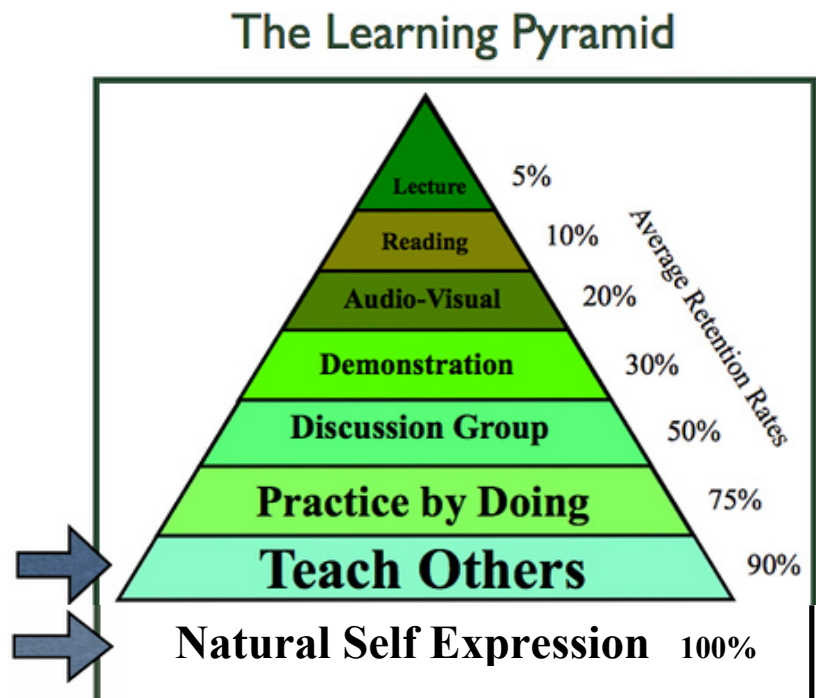 The Learning Pyramid
Lecture 5%
Reading 10%
Audio-Visual 20%
Demonstration 30%
Discussion Group 50%
Practice by Doing 75%
Teach Others 90%
Average Retention Rates
Natural Self Expression 100%